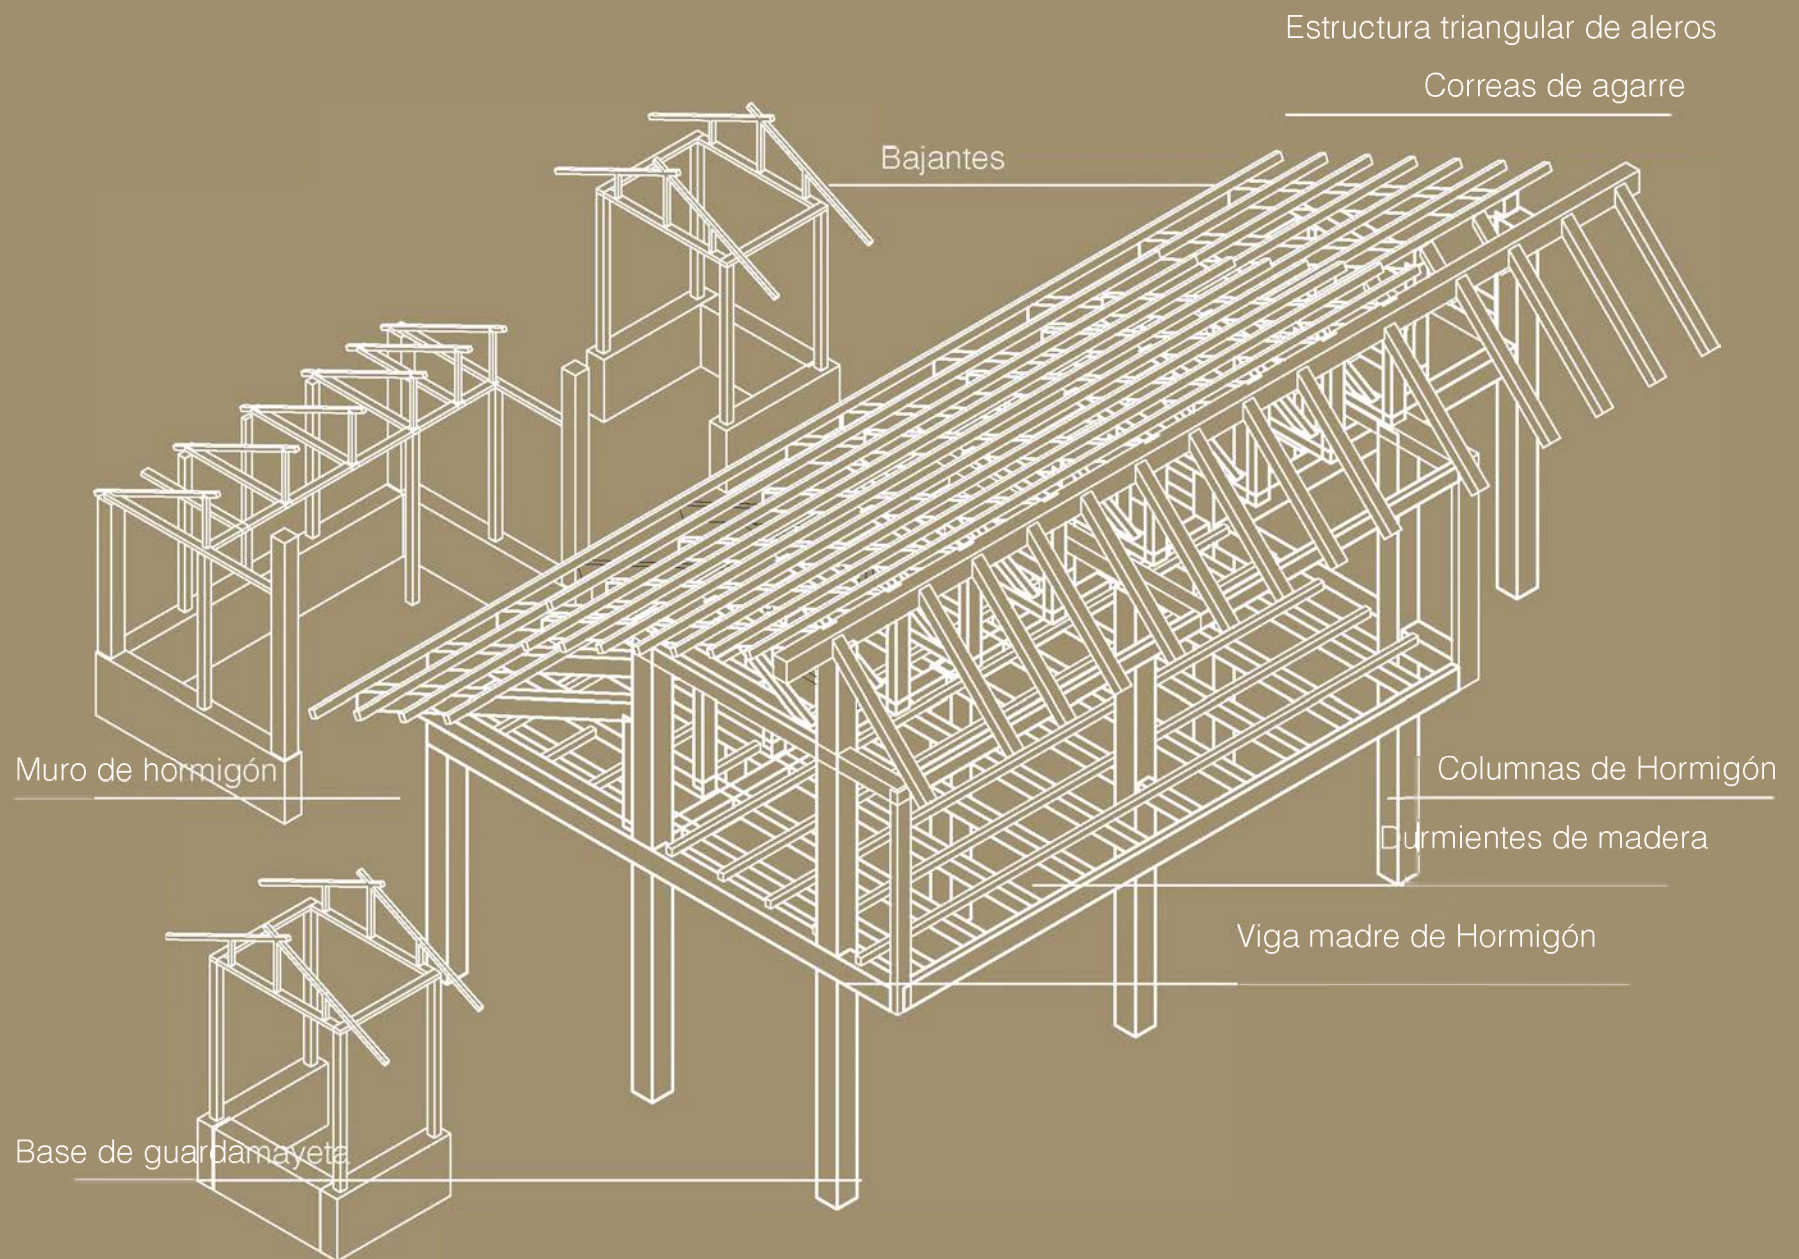 Estructura triangular de aleros
Correas de agarre
Bajantes
Muro de hormigón
Columnas de Hormigón
Durmientes de madera
Viga madre de Hormigón
Base de guardamayeta